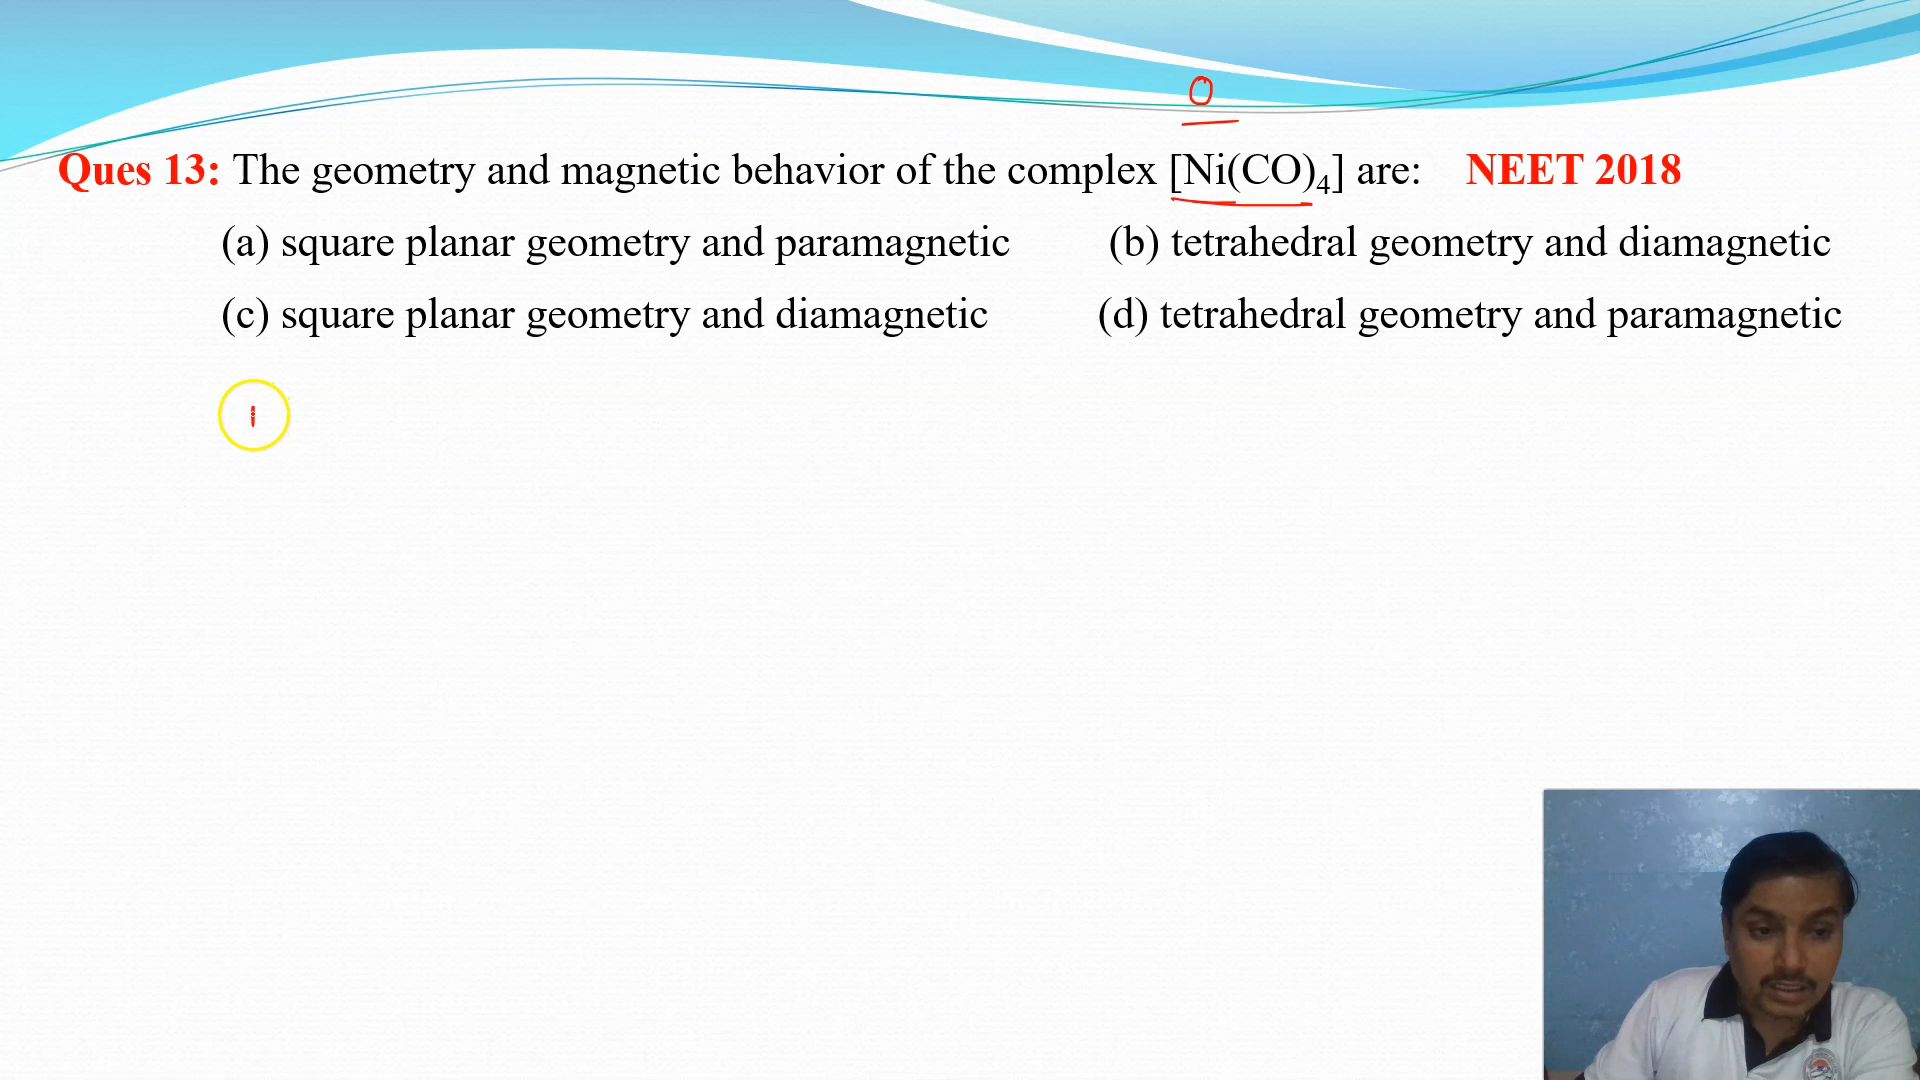 0
Ques 13: The geometry and magnetic behavior of the complex [Ni(CO)₄] are: NEET 2018
(a) square planar geometry and paramagnetic (b) tetrahedral geometry and diamagnetic
(c) square planar geometry and diamagnetic (d) tetrahedral geometry and paramagnetic